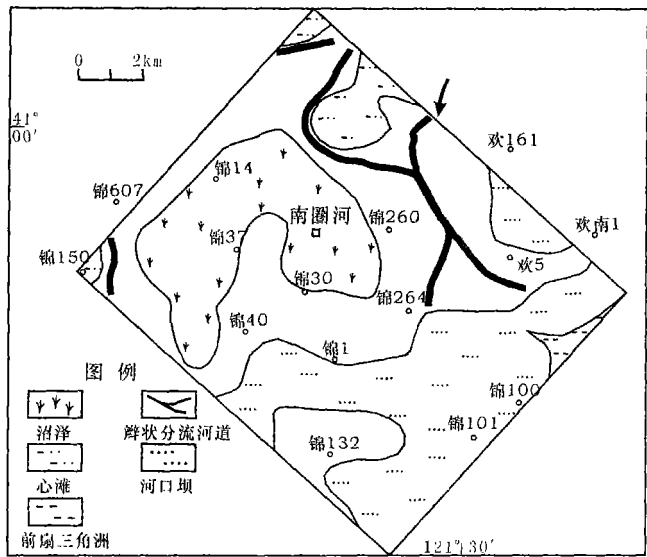 0 2km
41°
00′
欢161
锦14
锦607
南圈河
锦260
欢南1
锦37
锦150
欢5
锦30
锦264
锦40
锦1
图例
锦100
锦101
沼泽
辫状分流河道
锦132
心滩
河口坝
前扇三角洲
121°30′